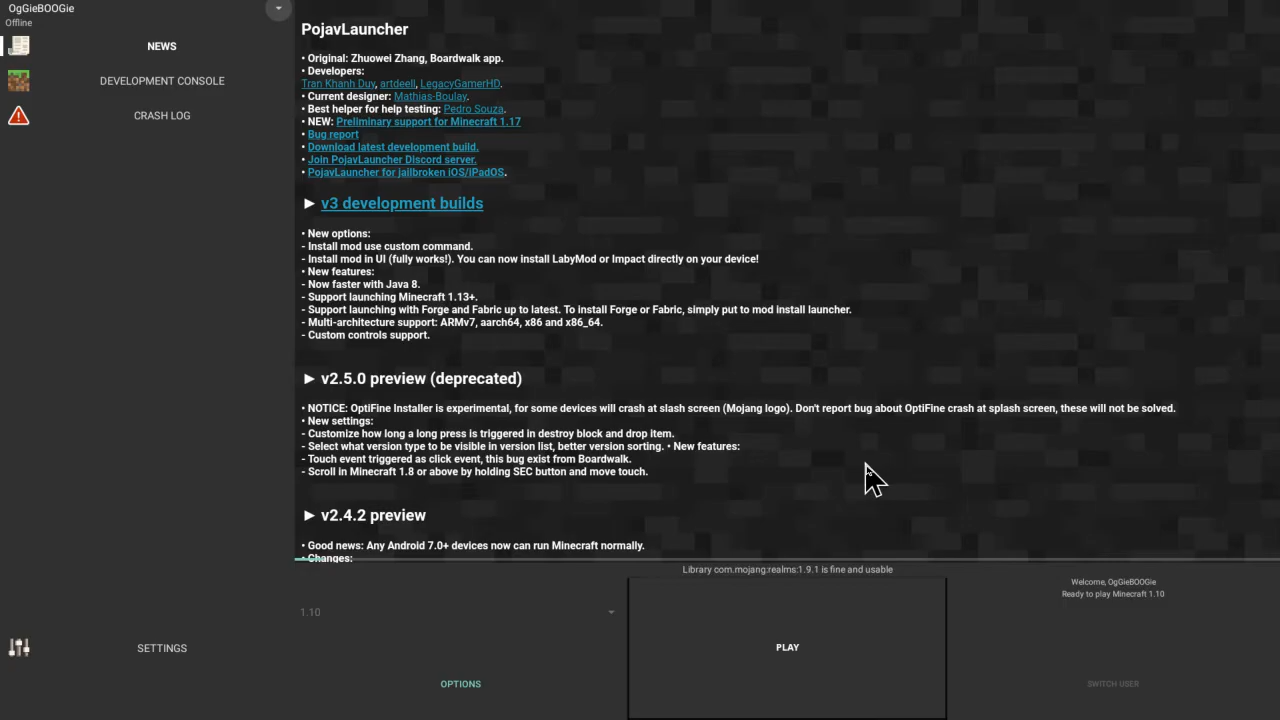 OgGieBOOGie
Offline
NEWS
DEVELOPMENT CONSOLE
CRASH LOG
SETTINGS
PojavLauncher
• Original: Zhuowei Zhang, Boardwalk app.
• Developers:
Tran Khanh Duy, artdeell, LegacyGamerHD.
• Current designer: Mathias-Boulay.
• Best helper for help testing: Pedro Souza.
• NEW: Preliminary support for Minecraft 1.17
• Bug report
• Download latest development build.
• Join PojavLauncher Discord server.
• PojavLauncher for jailbroken iOS/iPadOS.
► v3 development builds
• New options:
- Install mod use custom command.
- Install mod in UI (fully works!). You can now install LabyMod or Impact directly on your device!
• New features:
- Now faster with Java 8.
- Support launching Minecraft 1.13+.
- Support launching with Forge and Fabric up to latest. To install Forge or Fabric, simply put to mod install launcher.
- Multi-architecture support: ARMv7, aarch64, x86 and x86_64.
- Custom controls support.
► v2.5.0 preview (deprecated)
• NOTICE: OptiFine Installer is experimental, for some devices will crash at slash screen (Mojang logo). Don't report bug about OptiFine crash at splash screen, these will not be solved.
• New settings:
- Customize how long a long press is triggered in destroy block and drop item.
- Select what version type to be visible in version list, better version sorting. • New features:
- Touch event triggered as click event, this bug exist from Boardwalk.
- Scroll in Minecraft 1.8 or above by holding SEC button and move touch.
► v2.4.2 preview
• Good news: Any Android 7.0+ devices now can run Minecraft normally.
• Changes:
Library com.mojang:realms:1.9.1 is fine and usable
1.10
OPTIONS
PLAY
Welcome, OgGieBOOGie
Ready to play Minecraft 1.10
SWITCH USER